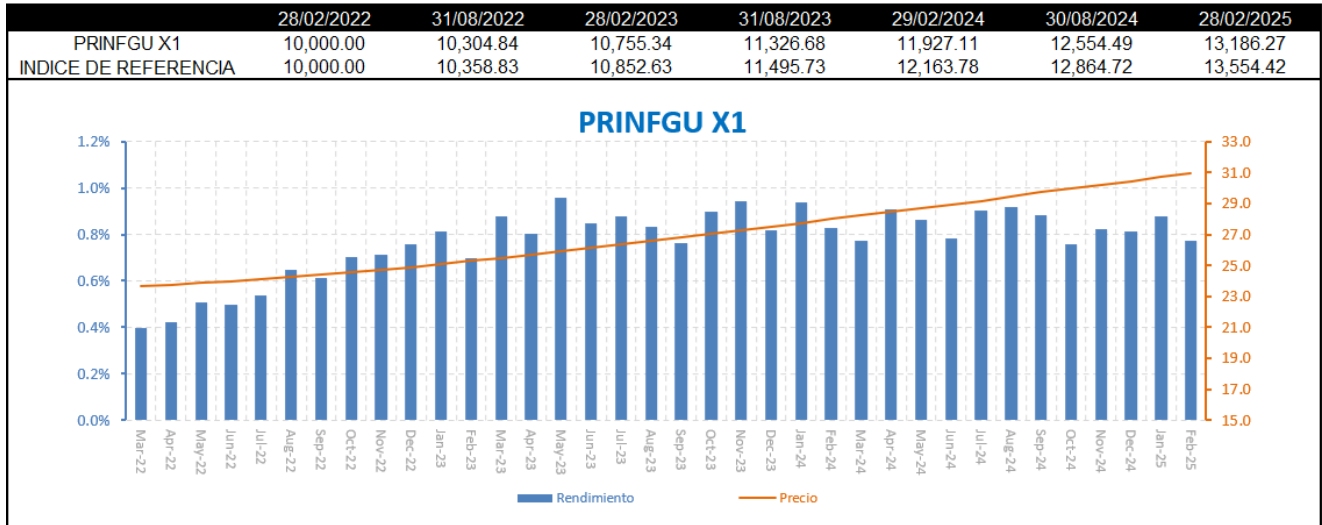 28/02/2022 31/08/2022 28/02/2023 31/08/2023 29/02/2024 30/08/2024 28/02/2025
PRINFGU X1 10,000.00 10,304.84 10,755.34 11,326.68 11,927.11 12,554.49 13,186.27
INDICE DE REFERENCIA 10,000.00 10,358.83 10,852.63 11,495.73 12,163.78 12,864.72 13,554.42
PRINFGU X1
1.2% 33.0
1.0% 31.0
29.0
0.8% 27.0
0.6% 25.0
23.0
0.4% 21.0
0.2% 19.0
17.0
0.0% 15.0
Mar-22 Apr-22 May-22 Jun-22 Jul-22 Aug-22 Sep-22 Oct-22 Nov-22 Dec-22 Jan-23 Feb-23 Mar-23 Apr-23 May-23 Jun-23 Jul-23 Aug-23 Sep-23 Oct-23 Nov-23 Dec-23 Jan-24 Feb-24 Mar-24 Apr-24 May-24 Jun-24 Jul-24 Aug-24 Sep-24 Oct-24 Nov-24 Dec-24 Jan-25 Feb-25
Rendimiento Precio